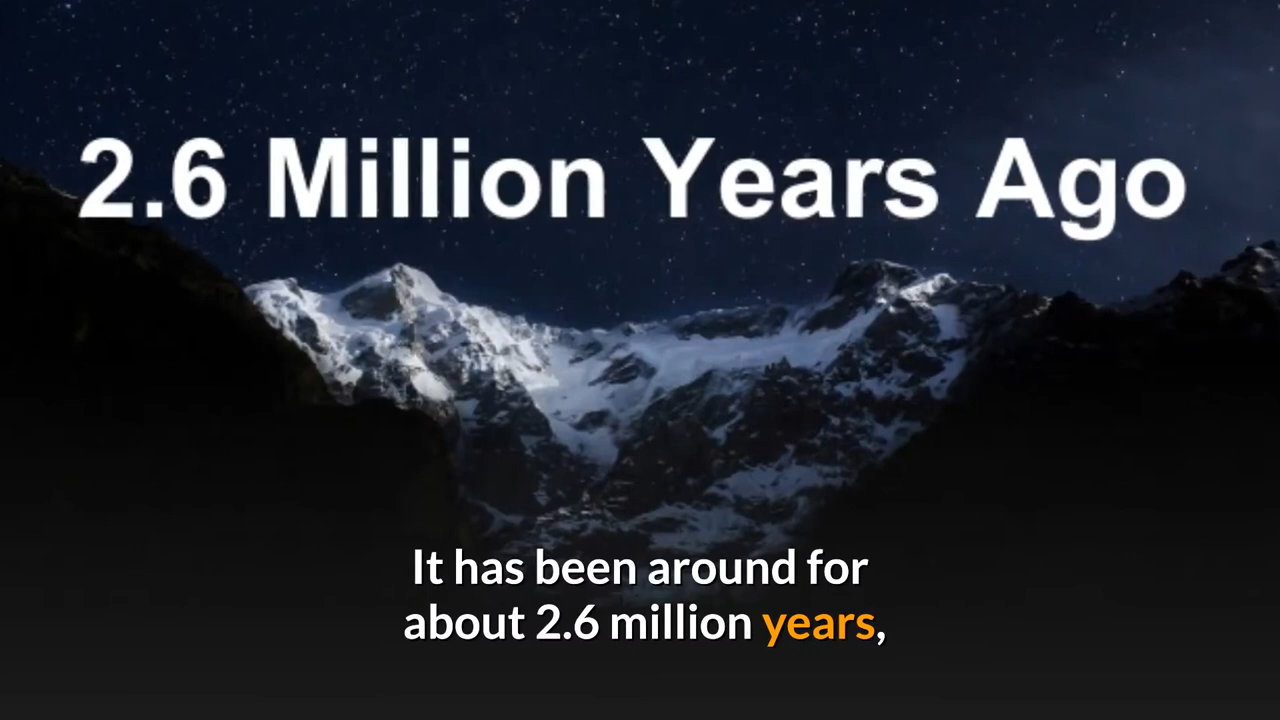 2.6 Million Years Ago
It has been around for
about 2.6 million years,